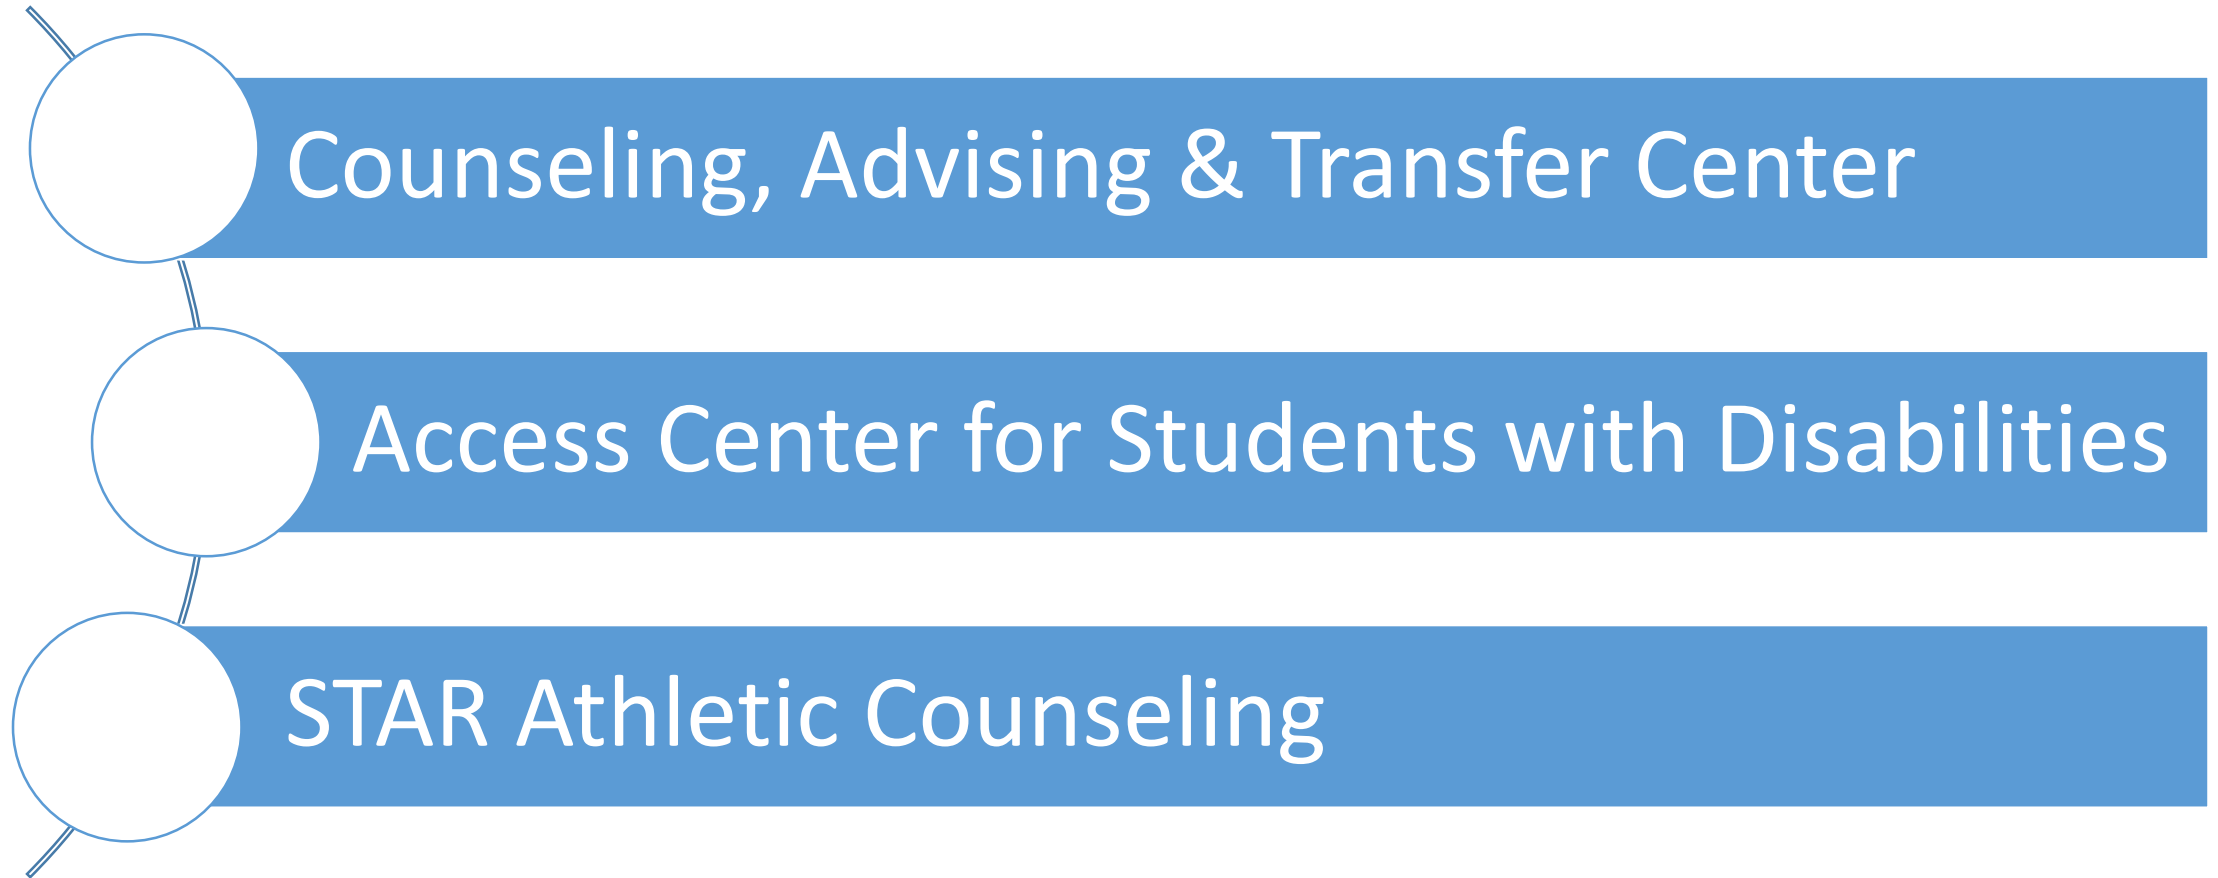 Counseling, Advising & Transfer Center
Access Center for Students with Disabilities
STAR Athletic Counseling